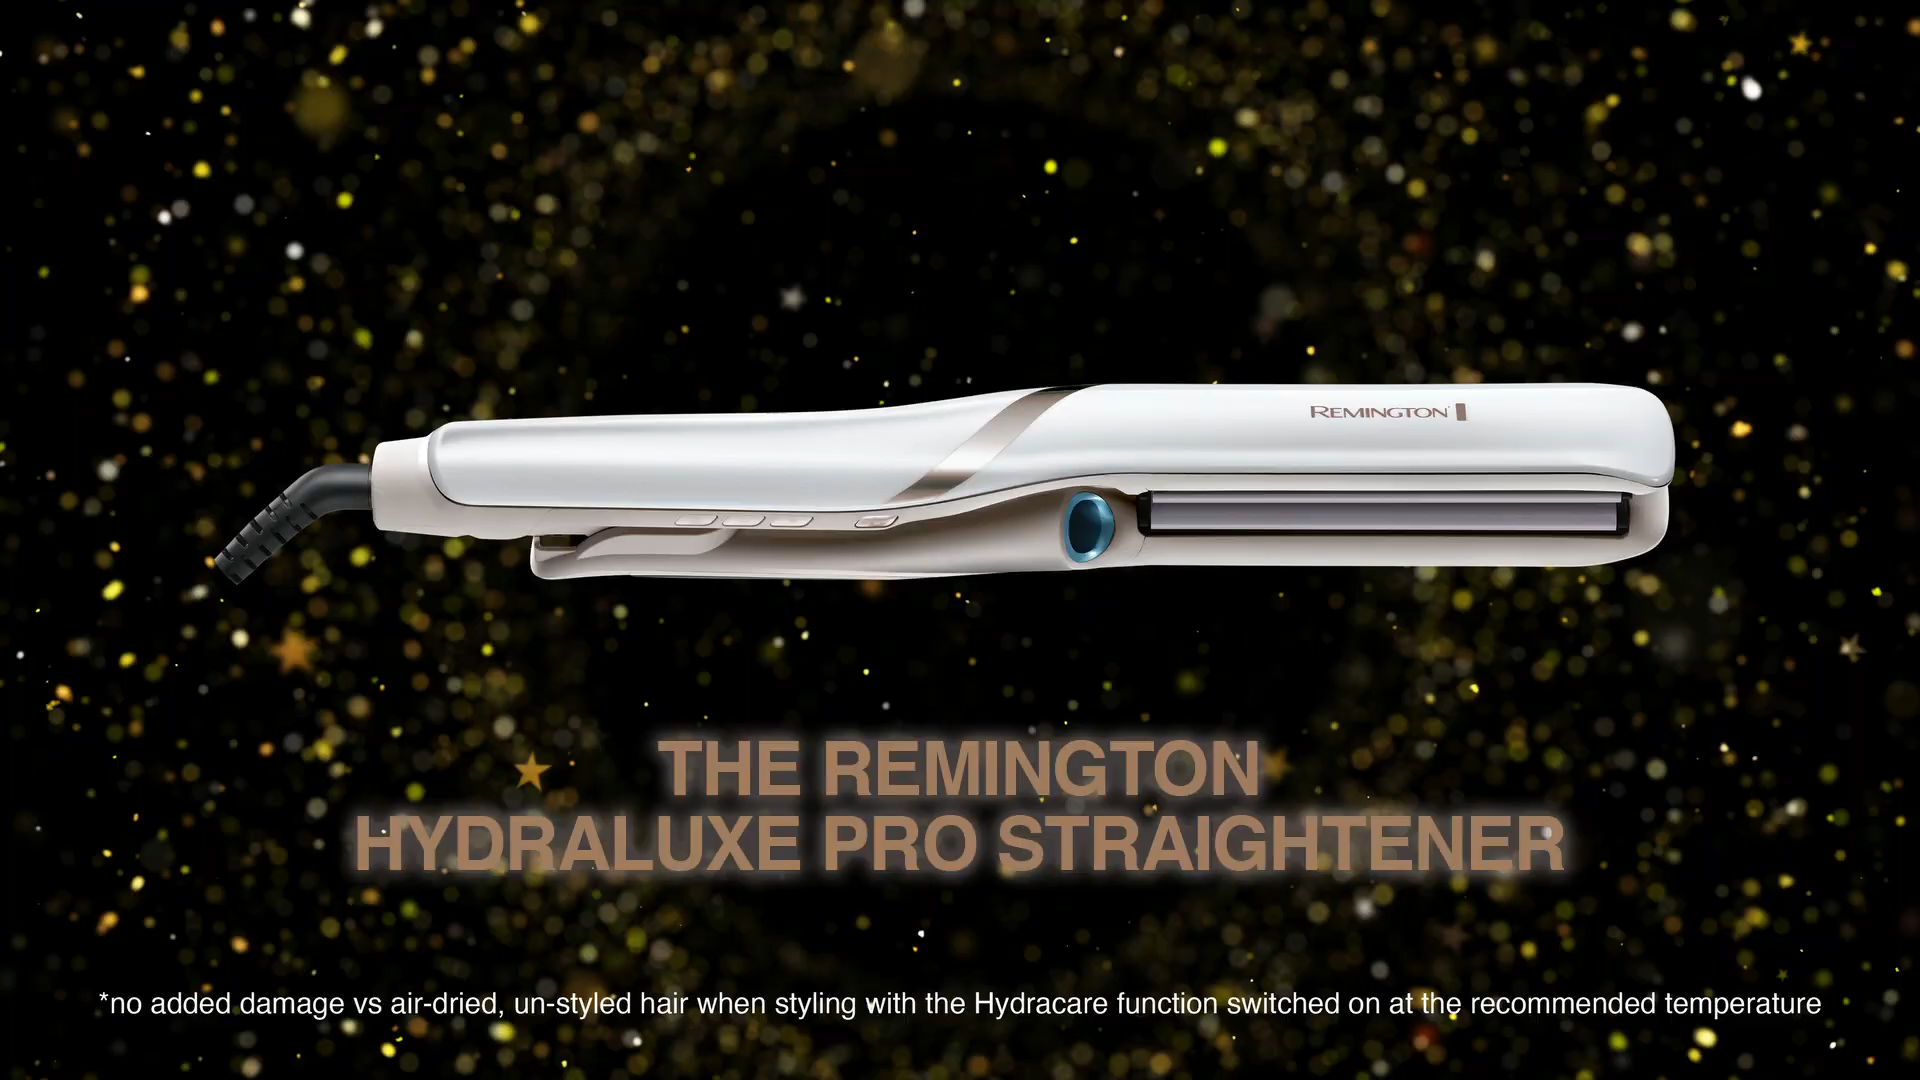 REMINGTON
THE REMINGTON
HYDRALUXE PRO STRAIGHTENER
*no added damage vs air-dried, un-styled hair when styling with the Hydracare function switched on at the recommended temperature